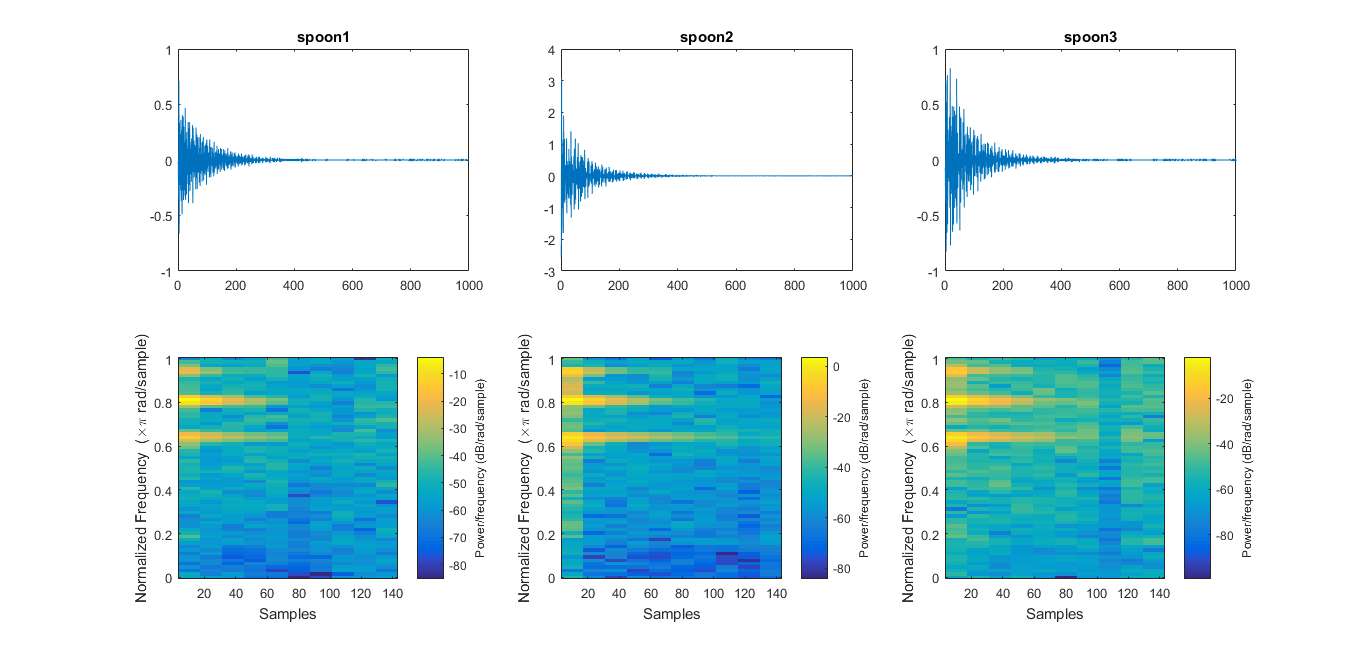 spoon1
spoon2
spoon3
1
0.5
0
-0.5
-1
0 200 400 600 800 1000
4
3
2
1
0
-1
-2
-3
0 200 400 600 800 1000
1
0.5
0
-0.5
-1
0 200 400 600 800 1000
Normalized Frequency (×π rad/sample)
1
0.8
0.6
0.4
0.2
0
20 40 60 80 100 120 140
Samples
-10
-20
-30
-40
-50
-60
-70
-80
Power/frequency (dB/rad/sample)
Normalized Frequency (×π rad/sample)
1
0.8
0.6
0.4
0.2
0
20 40 60 80 100 120 140
Samples
0
-20
-40
-60
-80
Power/frequency (dB/rad/sample)
Normalized Frequency (×π rad/sample)
1
0.8
0.6
0.4
0.2
0
20 40 60 80 100 120 140
Samples
-20
-40
-60
-80
Power/frequency (dB/rad/sample)